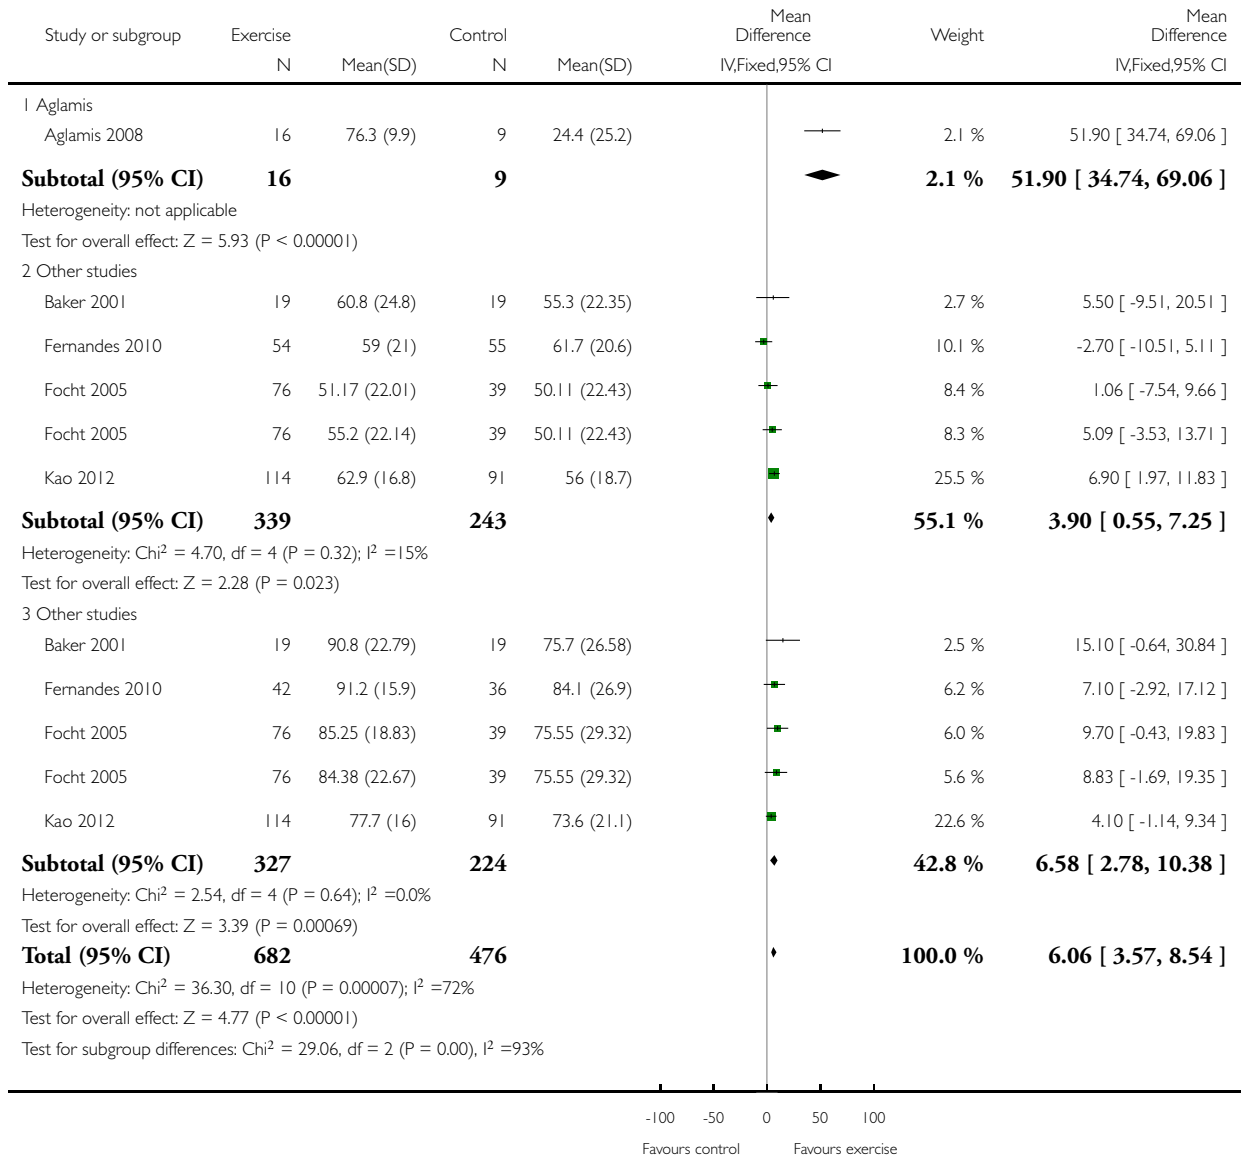 Study or subgroup Exercise Control Mean Difference Weight Mean Difference
N Mean(SD) N Mean(SD) IV,Fixed,95% CI IV,Fixed,95% CI
1 Aglamis
Aglamis 2008 16 76.3 (9.9) 9 24.4 (25.2) 2.1 % 51.90 [ 34.74, 69.06 ]
Subtotal (95% CI) 16 9 2.1 % 51.90 [ 34.74, 69.06 ]
Heterogeneity: not applicable
Test for overall effect: Z = 5.93 (P < 0.00001)
2 Other studies
Baker 2001 19 60.8 (24.8) 19 55.3 (22.35) 2.7 % 5.50 [ -9.51, 20.51 ]
Fernandes 2010 54 59 (21) 55 61.7 (20.6) 10.1 % -2.70 [ -10.51, 5.11 ]
Focht 2005 76 51.17 (22.01) 39 50.11 (22.43) 8.4 % 1.06 [ -7.54, 9.66 ]
Focht 2005 76 55.2 (22.14) 39 50.11 (22.43) 8.3 % 5.09 [ -3.53, 13.71 ]
Kao 2012 114 62.9 (16.8) 91 56 (18.7) 25.5 % 6.90 [ 1.97, 11.83 ]
Subtotal (95% CI) 339 243 55.1 % 3.90 [ 0.55, 7.25 ]
Heterogeneity: Chi² = 4.70, df = 4 (P = 0.32); I² =15%
Test for overall effect: Z = 2.28 (P = 0.023)
3 Other studies
Baker 2001 19 90.8 (22.79) 19 75.7 (26.58) 2.5 % 15.10 [ -0.64, 30.84 ]
Fernandes 2010 42 91.2 (15.9) 36 84.1 (26.9) 6.2 % 7.10 [ -2.92, 17.12 ]
Focht 2005 76 85.25 (18.83) 39 75.55 (29.32) 6.0 % 9.70 [ -0.43, 19.83 ]
Focht 2005 76 84.38 (22.67) 39 75.55 (29.32) 5.6 % 8.83 [ -1.69, 19.35 ]
Kao 2012 114 77.7 (16) 91 73.6 (21.1) 22.6 % 4.10 [ -1.14, 9.34 ]
Subtotal (95% CI) 327 224 42.8 % 6.58 [ 2.78, 10.38 ]
Heterogeneity: Chi² = 2.54, df = 4 (P = 0.64); I² =0.0%
Test for overall effect: Z = 3.39 (P = 0.00069)
Total (95% CI) 682 476 100.0 % 6.06 [ 3.57, 8.54 ]
Heterogeneity: Chi² = 36.30, df = 10 (P = 0.00007); I² =72%
Test for overall effect: Z = 4.77 (P < 0.00001)
Test for subgroup differences: Chi² = 29.06, df = 2 (P = 0.00), I² =93%
-100 -50 0 50 100
Favours control Favours exercise